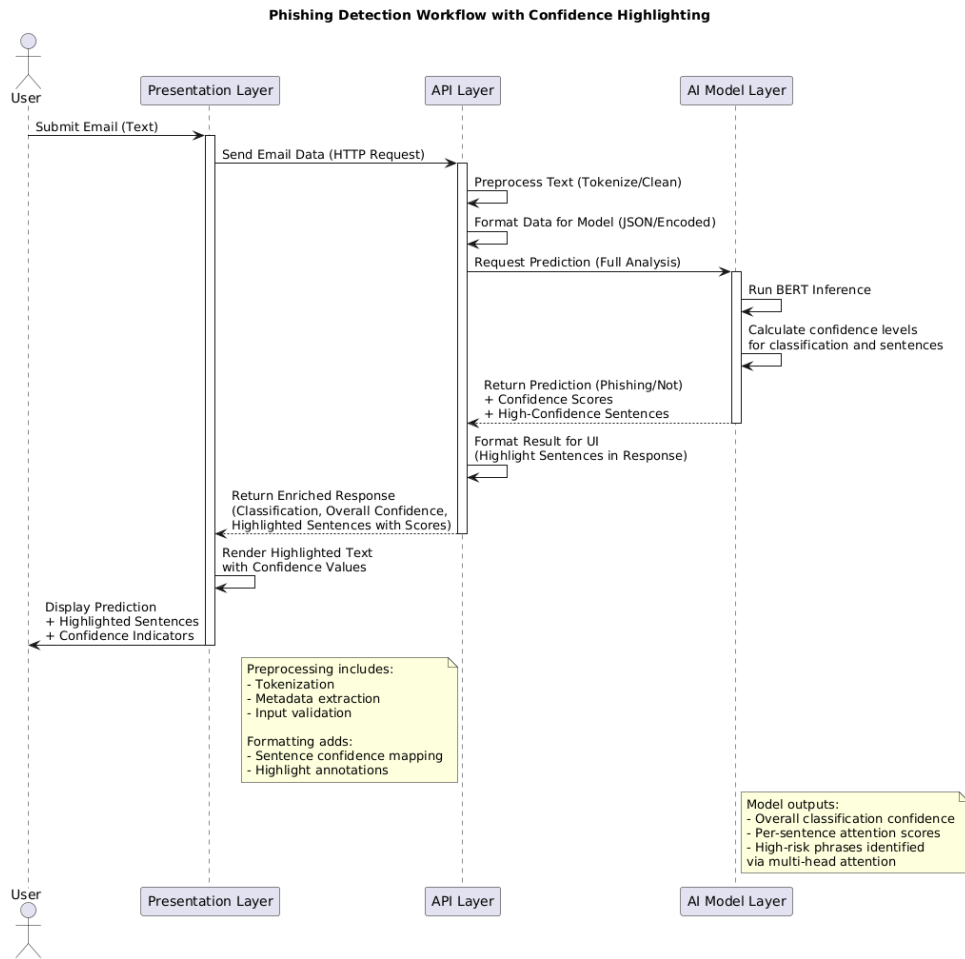 Phishing Detection Workflow with Confidence Highlighting
User
Presentation Layer
API Layer
AI Model Layer
Submit Email (Text)
Send Email Data (HTTP Request)
Preprocess Text (Tokenize/Clean)
Format Data for Model (JSON/Encoded)
Request Prediction (Full Analysis)
Run BERT Inference
Calculate confidence levels
for classification and sentences
Return Prediction (Phishing/Not)
+ Confidence Scores
+ High-Confidence Sentences
Format Result for UI
(Highlight Sentences in Response)
Return Enriched Response
(Classification, Overall Confidence,
Highlighted Sentences with Scores)
Render Highlighted Text
with Confidence Values
Display Prediction
+ Highlighted Sentences
+ Confidence Indicators
Preprocessing includes:
- Tokenization
- Metadata extraction
- Input validation
Formatting adds:
- Sentence confidence mapping
- Highlight annotations
Model outputs:
- Overall classification confidence
- Per-sentence attention scores
- High-risk phrases identified
via multi-head attention
User
Presentation Layer
API Layer
AI Model Layer